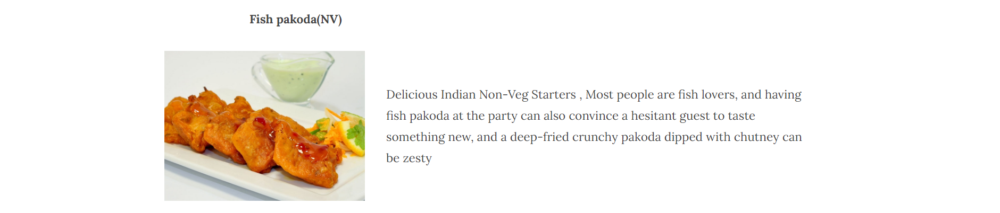 Fish pakoda(NV)
Delicious Indian Non-Veg Starters , Most people are fish lovers, and having
fish pakoda at the party can also convince a hesitant guest to taste
something new, and a deep-fried crunchy pakoda dipped with chutney can
be zesty